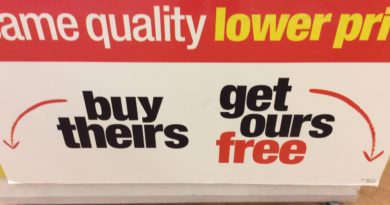 ame quality lower pri
buy
theirs
get
ours
free